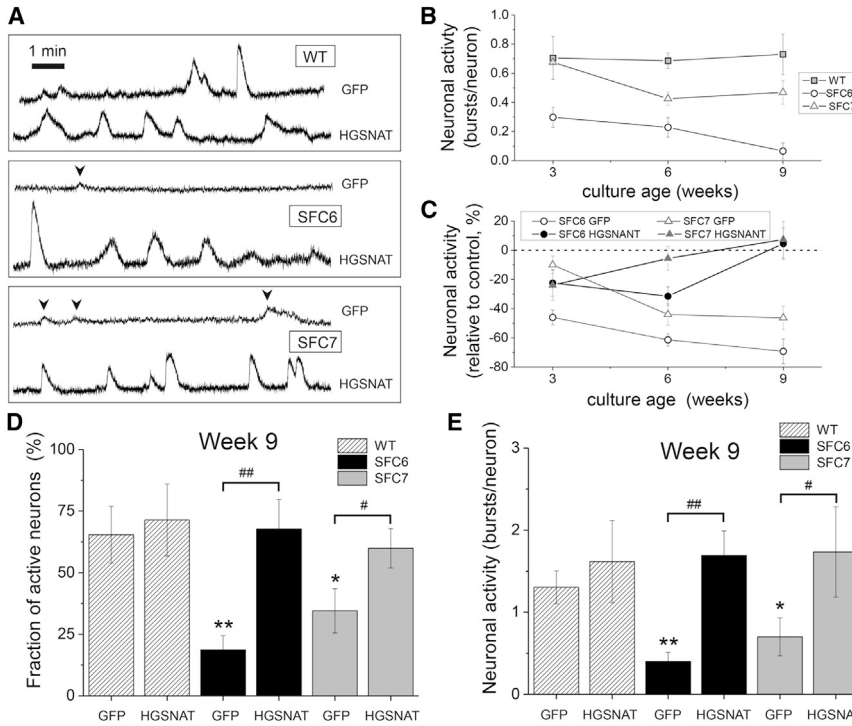 A
1 min
WT
GFP
HGSNAT
GFP
SFC6
HGSNAT
GFP
SFC7
HGSNAT
B
Neuronal activity
(bursts/neuron)
1.0
0.8
0.6
0.4
0.2
0.0
3 6 9
culture age (weeks)
WT
SFC6
SFC7
C
Neuronal activity
(relative to control, %)
SFC6 GFP SFC7 GFP
SFC6 HGSNANT SFC7 HGSNANT
20
0
-20
-40
-60
-80
3 6 9
culture age (weeks)
D
Week 9
Fraction of active neurons (%)
100
75
50
25
0
WT
SFC6
SFC7
##
#
**
*
GFP HGSNAT GFP HGSNAT GFP HGSNAT
E
Week 9
Neuronal activity (bursts/neuron)
3
2
1
0
WT
SFC6
SFC7
##
#
**
*
GFP HGSNAT GFP HGSNAT GFP HGSNAT